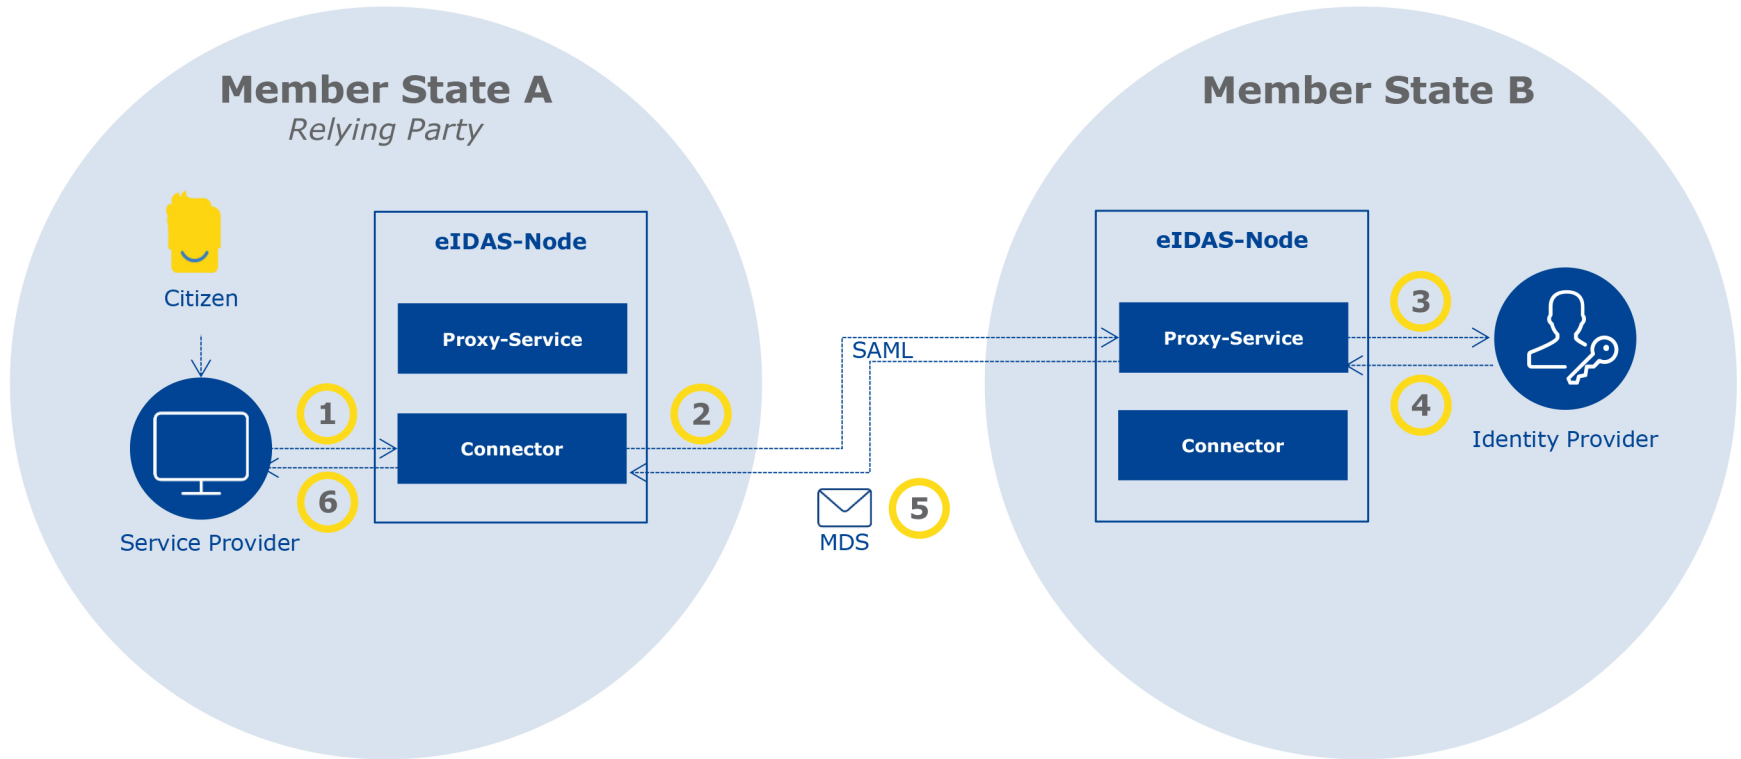 Member State A
Relying Party
Citizen
Service Provider
1
6
eIDAS-Node
Proxy-Service
Connector
2
SAML
MDS
5
Member State B
eIDAS-Node
Proxy-Service
Connector
3
4
Identity Provider